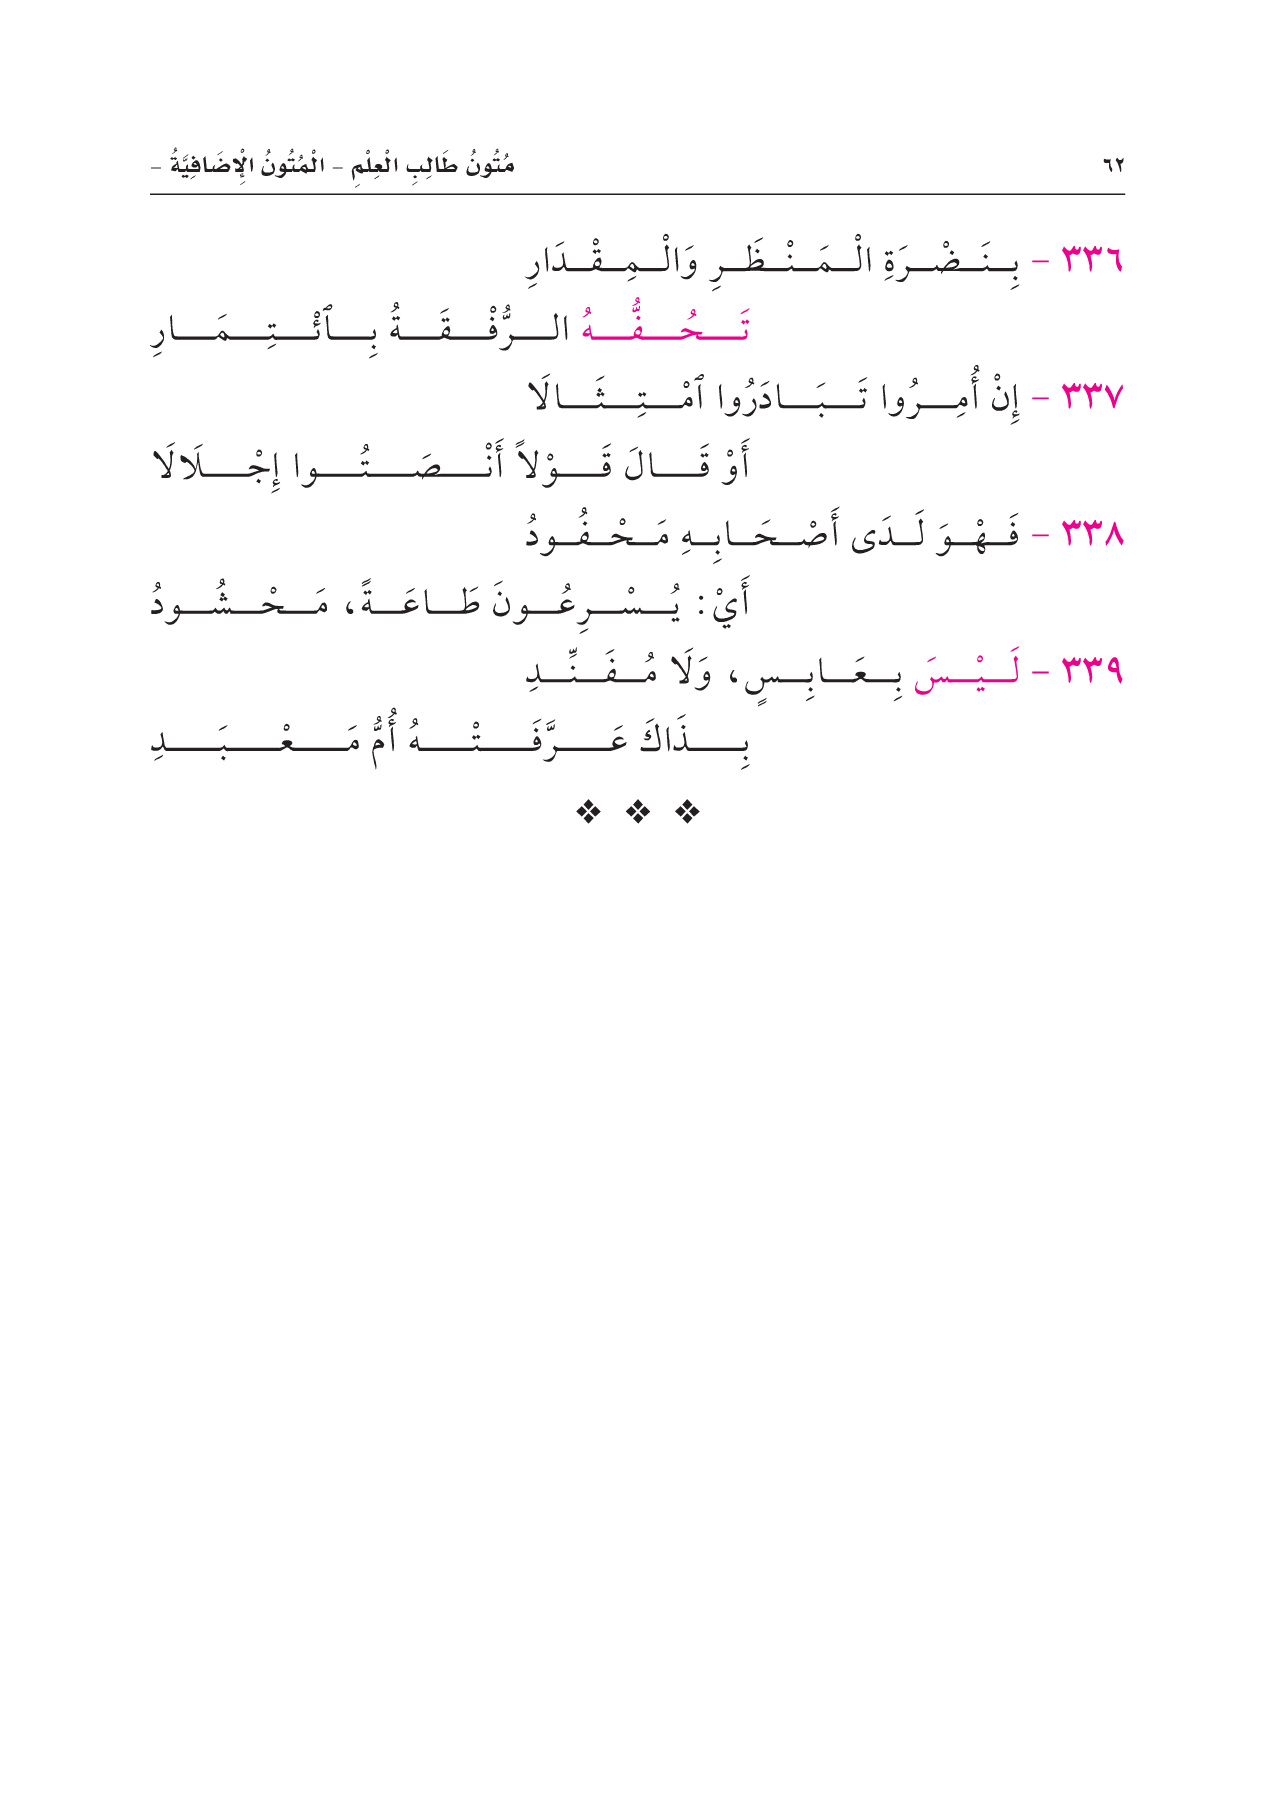 ٦٢ مُتُونُ طَالِبِ الْعِلْمِ - الْمُتُونُ الْإِضَافِيَّةُ -
٣٣٦ - بِنَضْرَةِ الْمَنْظَرِ وَالْمِقْدَارِ
تَحُفُّهُ الرُّفْقَةُ بِٱئْتِمَارِ
٣٣٧ - إِنْ أُمِرُوا تَبَادَرُوا ٱمْتِثَالَا
أَوْ قَالَ قَوْلاً أَنْصَتُوا إِجْلَالَا
٣٣٨ - فَهْوَ لَدَى أَصْحَابِهِ مَحْفُودُ
أَيْ: يُسْرِعُونَ طَاعَةً، مَحْشُودُ
٣٣٩ - لَيْسَ بِعَابِسٍ، وَلَا مُفَنِّدِ
بِذَاكَ عَرَّفَتْهُ أُمُّ مَعْبَدِ